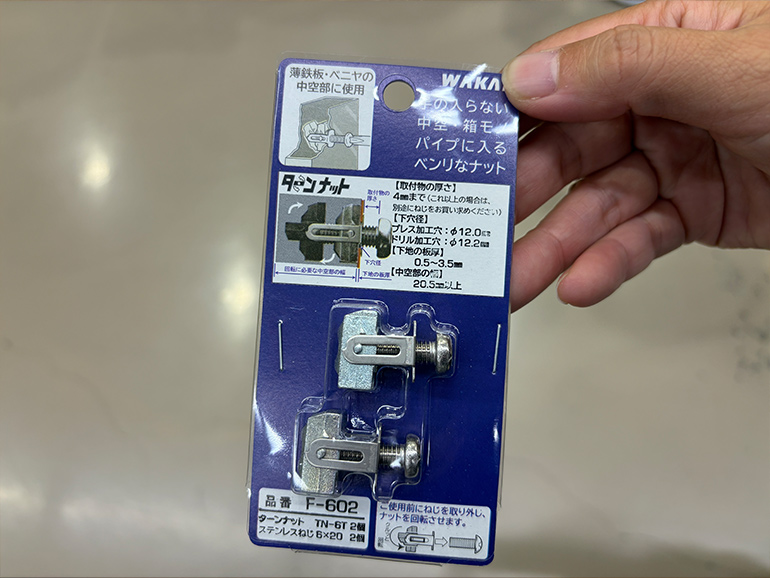 薄鉄板・ベニヤの
中空部に使用
WAKAI
手の入らない
中空・箱モノ
パイプに入る
ベンリなナット
ターンナット
取付物の
厚さ
下穴径
回転に必要な中空部の幅
下地の板厚
【取付物の厚さ】
4mmまで(これ以上の場合は、
別途にねじをお買い求めください)
【下穴径】
プレス加工穴:φ12.0mm
ドリル加工穴:φ12.2mm
【下地の板厚】
0.5~3.5mm
【中空部の幅】
20.5mm以上
品番 F-602
ターンナット TN-6T 2個
ステンレスねじ 6×20 2個
ご使用前にねじを取り外し、
ナットを回転させます。